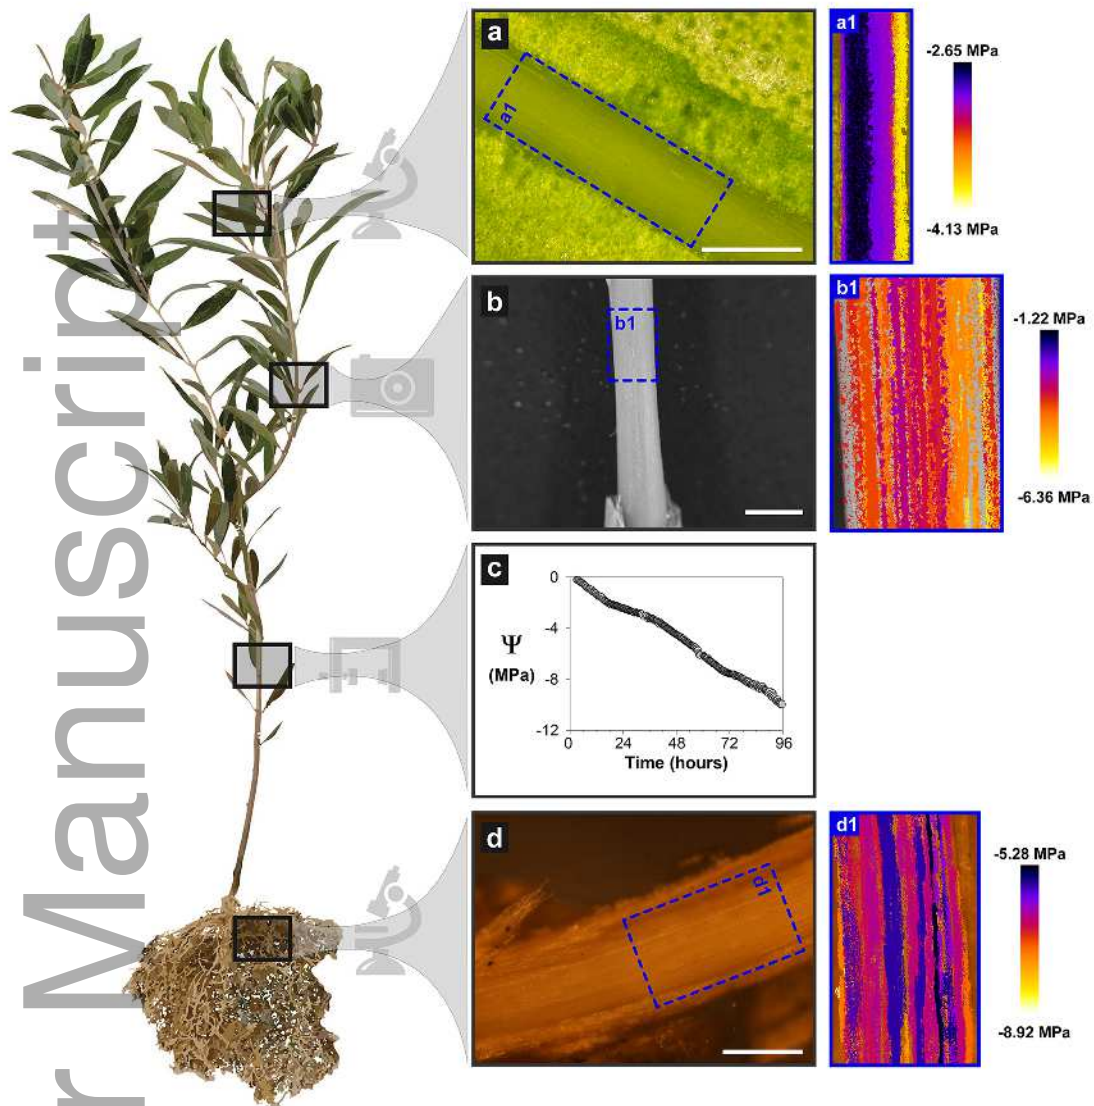 r Manuscript
a
a1
a1
-2.65 MPa
-4.13 MPa
b
b1
b1
-1.22 MPa
-6.36 MPa
c
0
-4
-8
-12
Ψ
(MPa)
0 24 48 72 96
Time (hours)
d
d1
d1
-5.28 MPa
-8.92 MPa